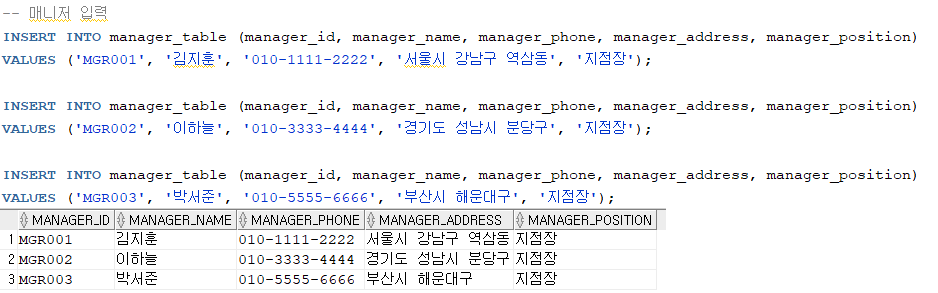 -- 매니저 입력
INSERT INTO manager_table (manager_id, manager_name, manager_phone, manager_address, manager_position)
VALUES ('MGR001', '김지훈', '010-1111-2222', '서울시 강남구 역삼동', '지점장');
INSERT INTO manager_table (manager_id, manager_name, manager_phone, manager_address, manager_position)
VALUES ('MGR002', '이하늘', '010-3333-4444', '경기도 성남시 분당구', '지점장');
INSERT INTO manager_table (manager_id, manager_name, manager_phone, manager_address, manager_position)
VALUES ('MGR003', '박서준', '010-5555-6666', '부산시 해운대구', '지점장');
MANAGER_ID MANAGER_NAME MANAGER_PHONE MANAGER_ADDRESS MANAGER_POSITION
1 MGR001 김지훈 010-1111-2222 서울시 강남구 역삼동 지점장
2 MGR002 이하늘 010-3333-4444 경기도 성남시 분당구 지점장
3 MGR003 박서준 010-5555-6666 부산시 해운대구 지점장